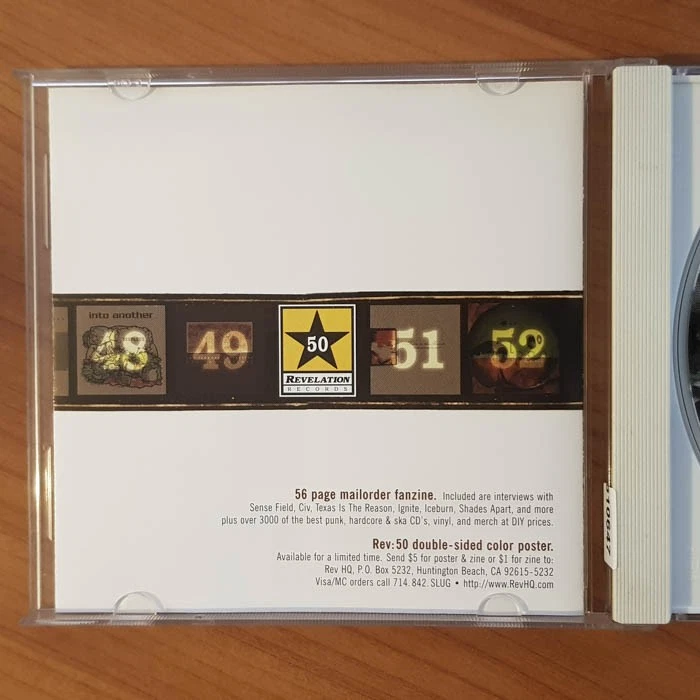 into another
48
49
50
REVELATION
RECORDS
51
52
56 page mailorder fanzine. Included are interviews with
Sense Field, Civ, Texas Is The Reason, Ignite, Iceburn, Shades Apart, and more
plus over 3000 of the best punk, hardcore & ska CD's, vinyl, and merch at DIY prices.
Rev:50 double-sided color poster.
Available for a limited time. Send $5 for poster & zine or $1 for zine to:
Rev HQ, P.O. Box 5232, Huntington Beach, CA 92615-5232
Visa/MC orders call 714.842.SLUG • http://www.RevHQ.com